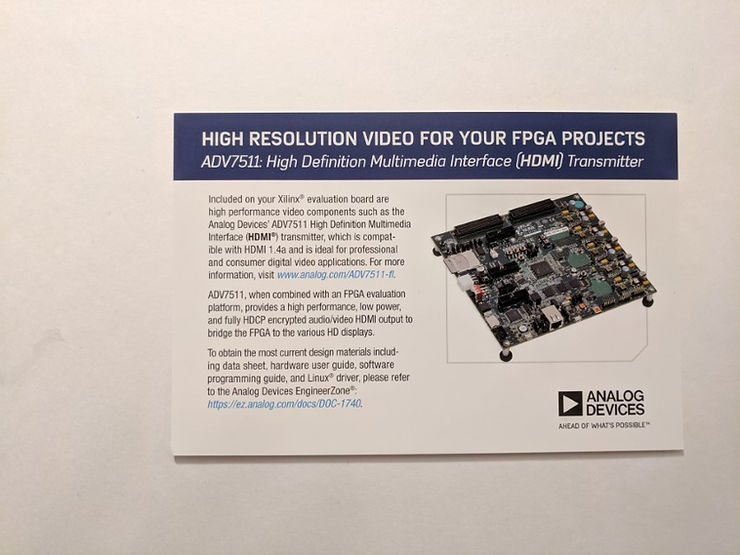 HIGH RESOLUTION VIDEO FOR YOUR FPGA PROJECTS
ADV7511: High Definition Multimedia Interface (HDMI) Transmitter
Included on your Xilinx® evaluation board are
high performance video components such as the
Analog Devices' ADV7511 High Definition Multimedia
Interface (HDMI®) transmitter, which is compat-
ible with HDMI 1.4a and is ideal for professional
and consumer digital video applications. For more
information, visit www.analog.com/ADV7511-fl.
ADV7511, when combined with an FPGA evaluation
platform, provides a high performance, low power,
and fully HDCP encrypted audio/video HDMI output to
bridge the FPGA to the various HD displays.
To obtain the most current design materials includ-
ing data sheet, hardware user guide, software
programming guide, and Linux® driver, please refer
to the Analog Devices EngineerZone®:
https://ez.analog.com/docs/DOC-1740.
ANALOG
DEVICES
AHEAD OF WHAT'S POSSIBLE™